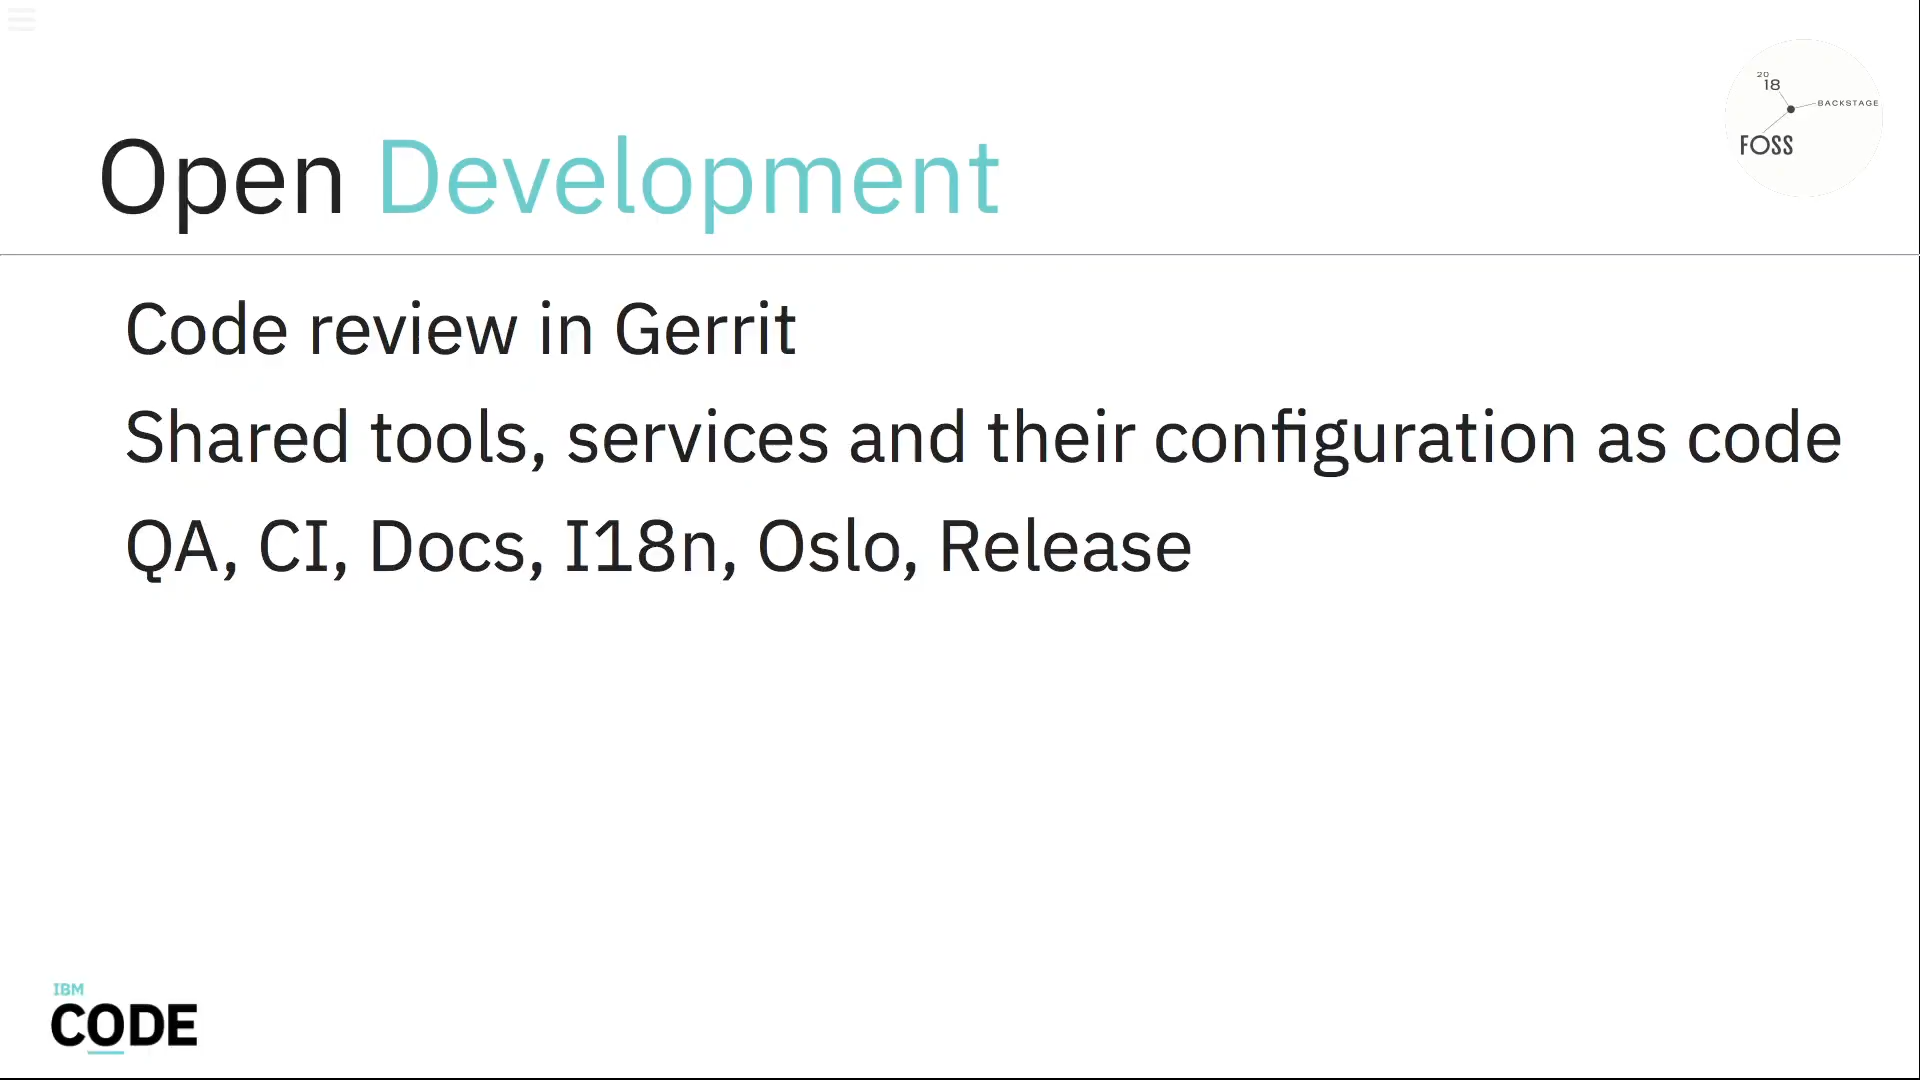 20
18
BACKSTAGE
FOSS
Open Development
Code review in Gerrit
Shared tools, services and their configuration as code
QA, CI, Docs, I18n, Oslo, Release
IBM
CODE